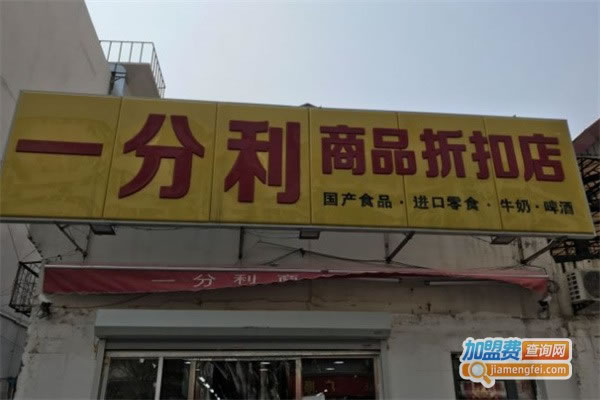 一分利商品折扣店
国产食品·进口零食·牛奶·啤酒
一分利商
加盟费查询网
jiamengfei.com